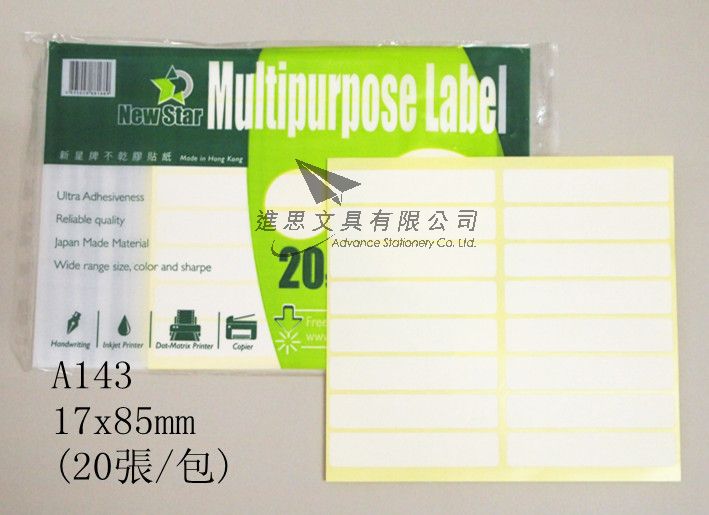 New Star
Multipurpose Label
新星牌不乾膠貼紙 Made in Hong Kong
Ultra Adhesiveness
Reliable quality
Japan Made Material
Wide range size, color and sharpe
20
Handwriting
Inkjet Printer
Dot-Matrix Printer
Copier
Free
www.
進思文具有限公司
Advance Stationery Co. Ltd.
A143
17x85mm
(20張/包)